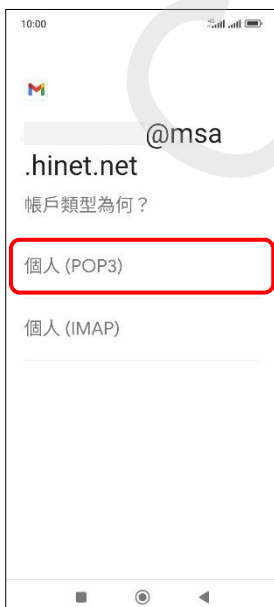 10:00
@msa
.hinet.net
帳戶類型為何？
個人 (POP3)
個人 (IMAP)